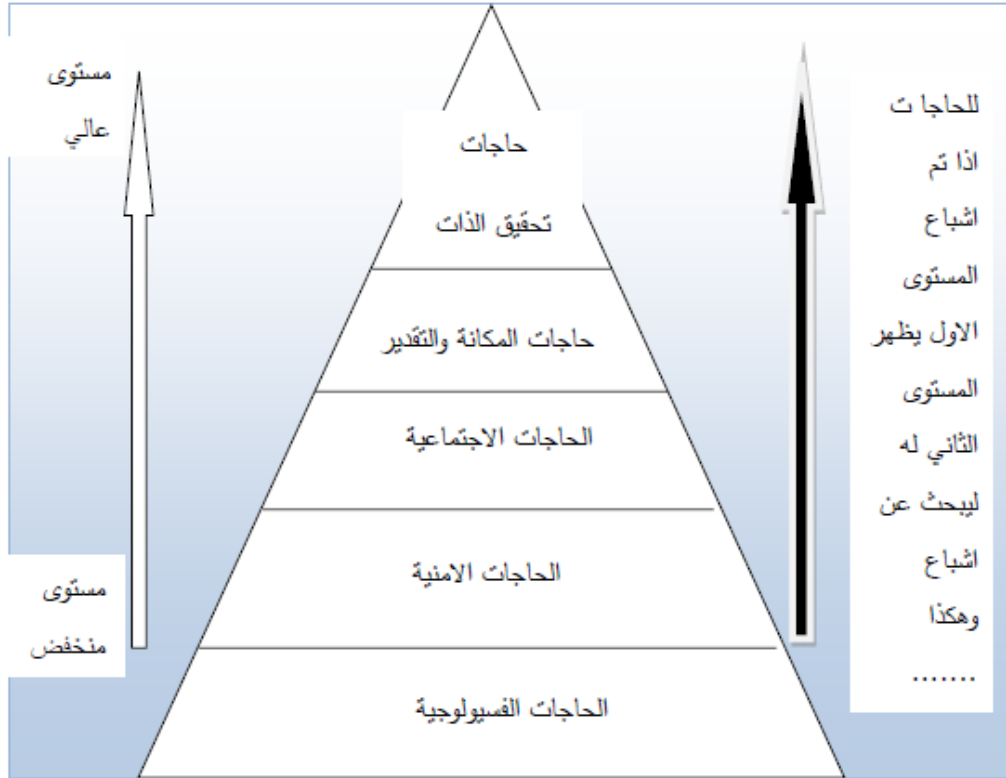 للحاجا ت
اذا تم
اشباع
المستوى
الاول يظهر
المستوى
الثاني له
ليبحث عن
اشباع
وهكذا
.......
حاجات
تحقيق الذات
حاجات المكانة والتقدير
الحاجات الاجتماعية
الحاجات الامنية
الحاجات الفسيولوجية
مستوى
عالي
مستوى
منخفض